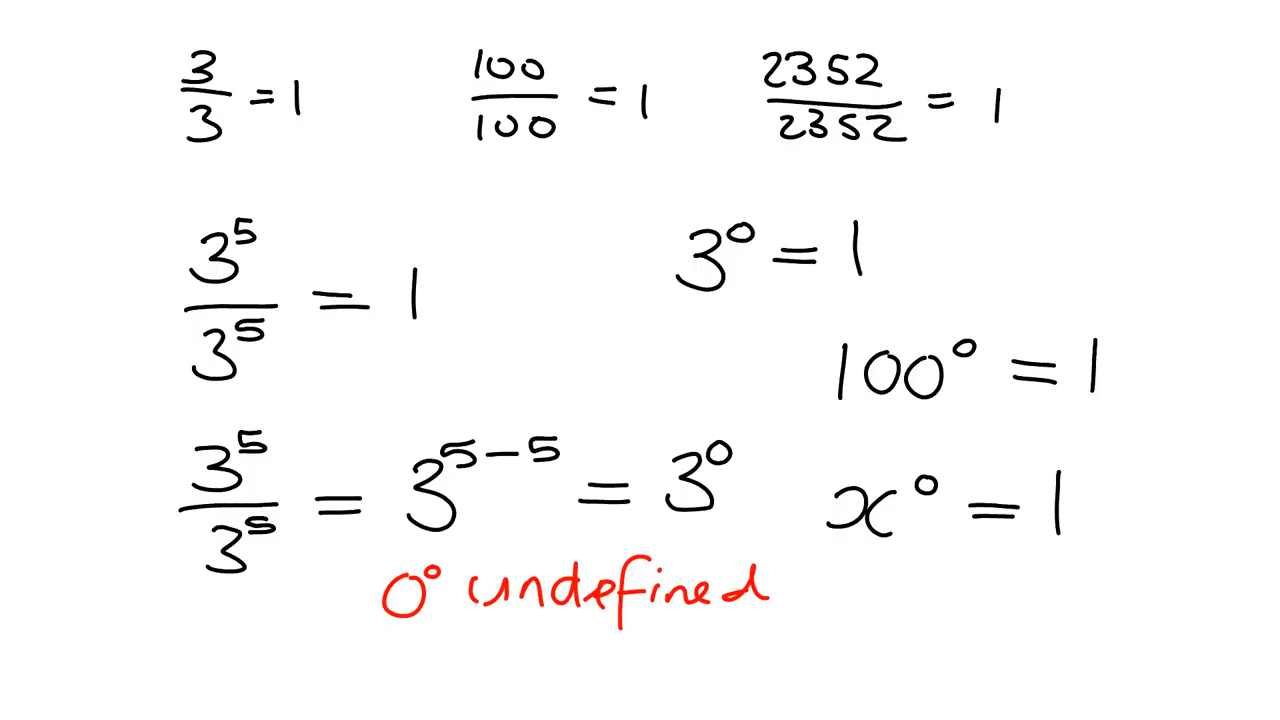 3/3 = 1 100/100 = 1 2352/2352 = 1
3⁵/3⁵ = 1 3⁰ = 1
100⁰ = 1
3⁵/3⁵ = 3⁵⁻⁵ = 3⁰ x⁰ = 1
0⁰ undefined